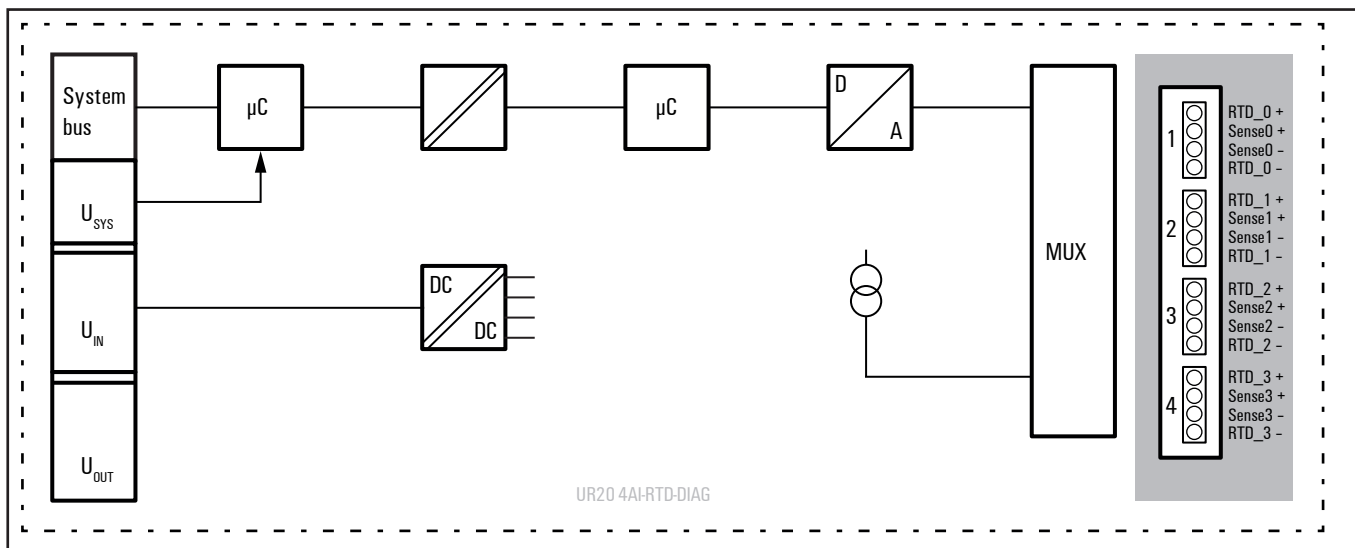 System
bus
µC
µC
D
A
MUX
U_SYS
U_IN
DC
DC
U_OUT
1
RTD_0 +
Sense0 +
Sense0 –
RTD_0 –
2
RTD_1 +
Sense1 +
Sense1 –
RTD_1 –
3
RTD_2 +
Sense2 +
Sense2 –
RTD_2 –
4
RTD_3 +
Sense3 +
Sense3 –
RTD_3 –
UR20 4AI-RTD-DIAG